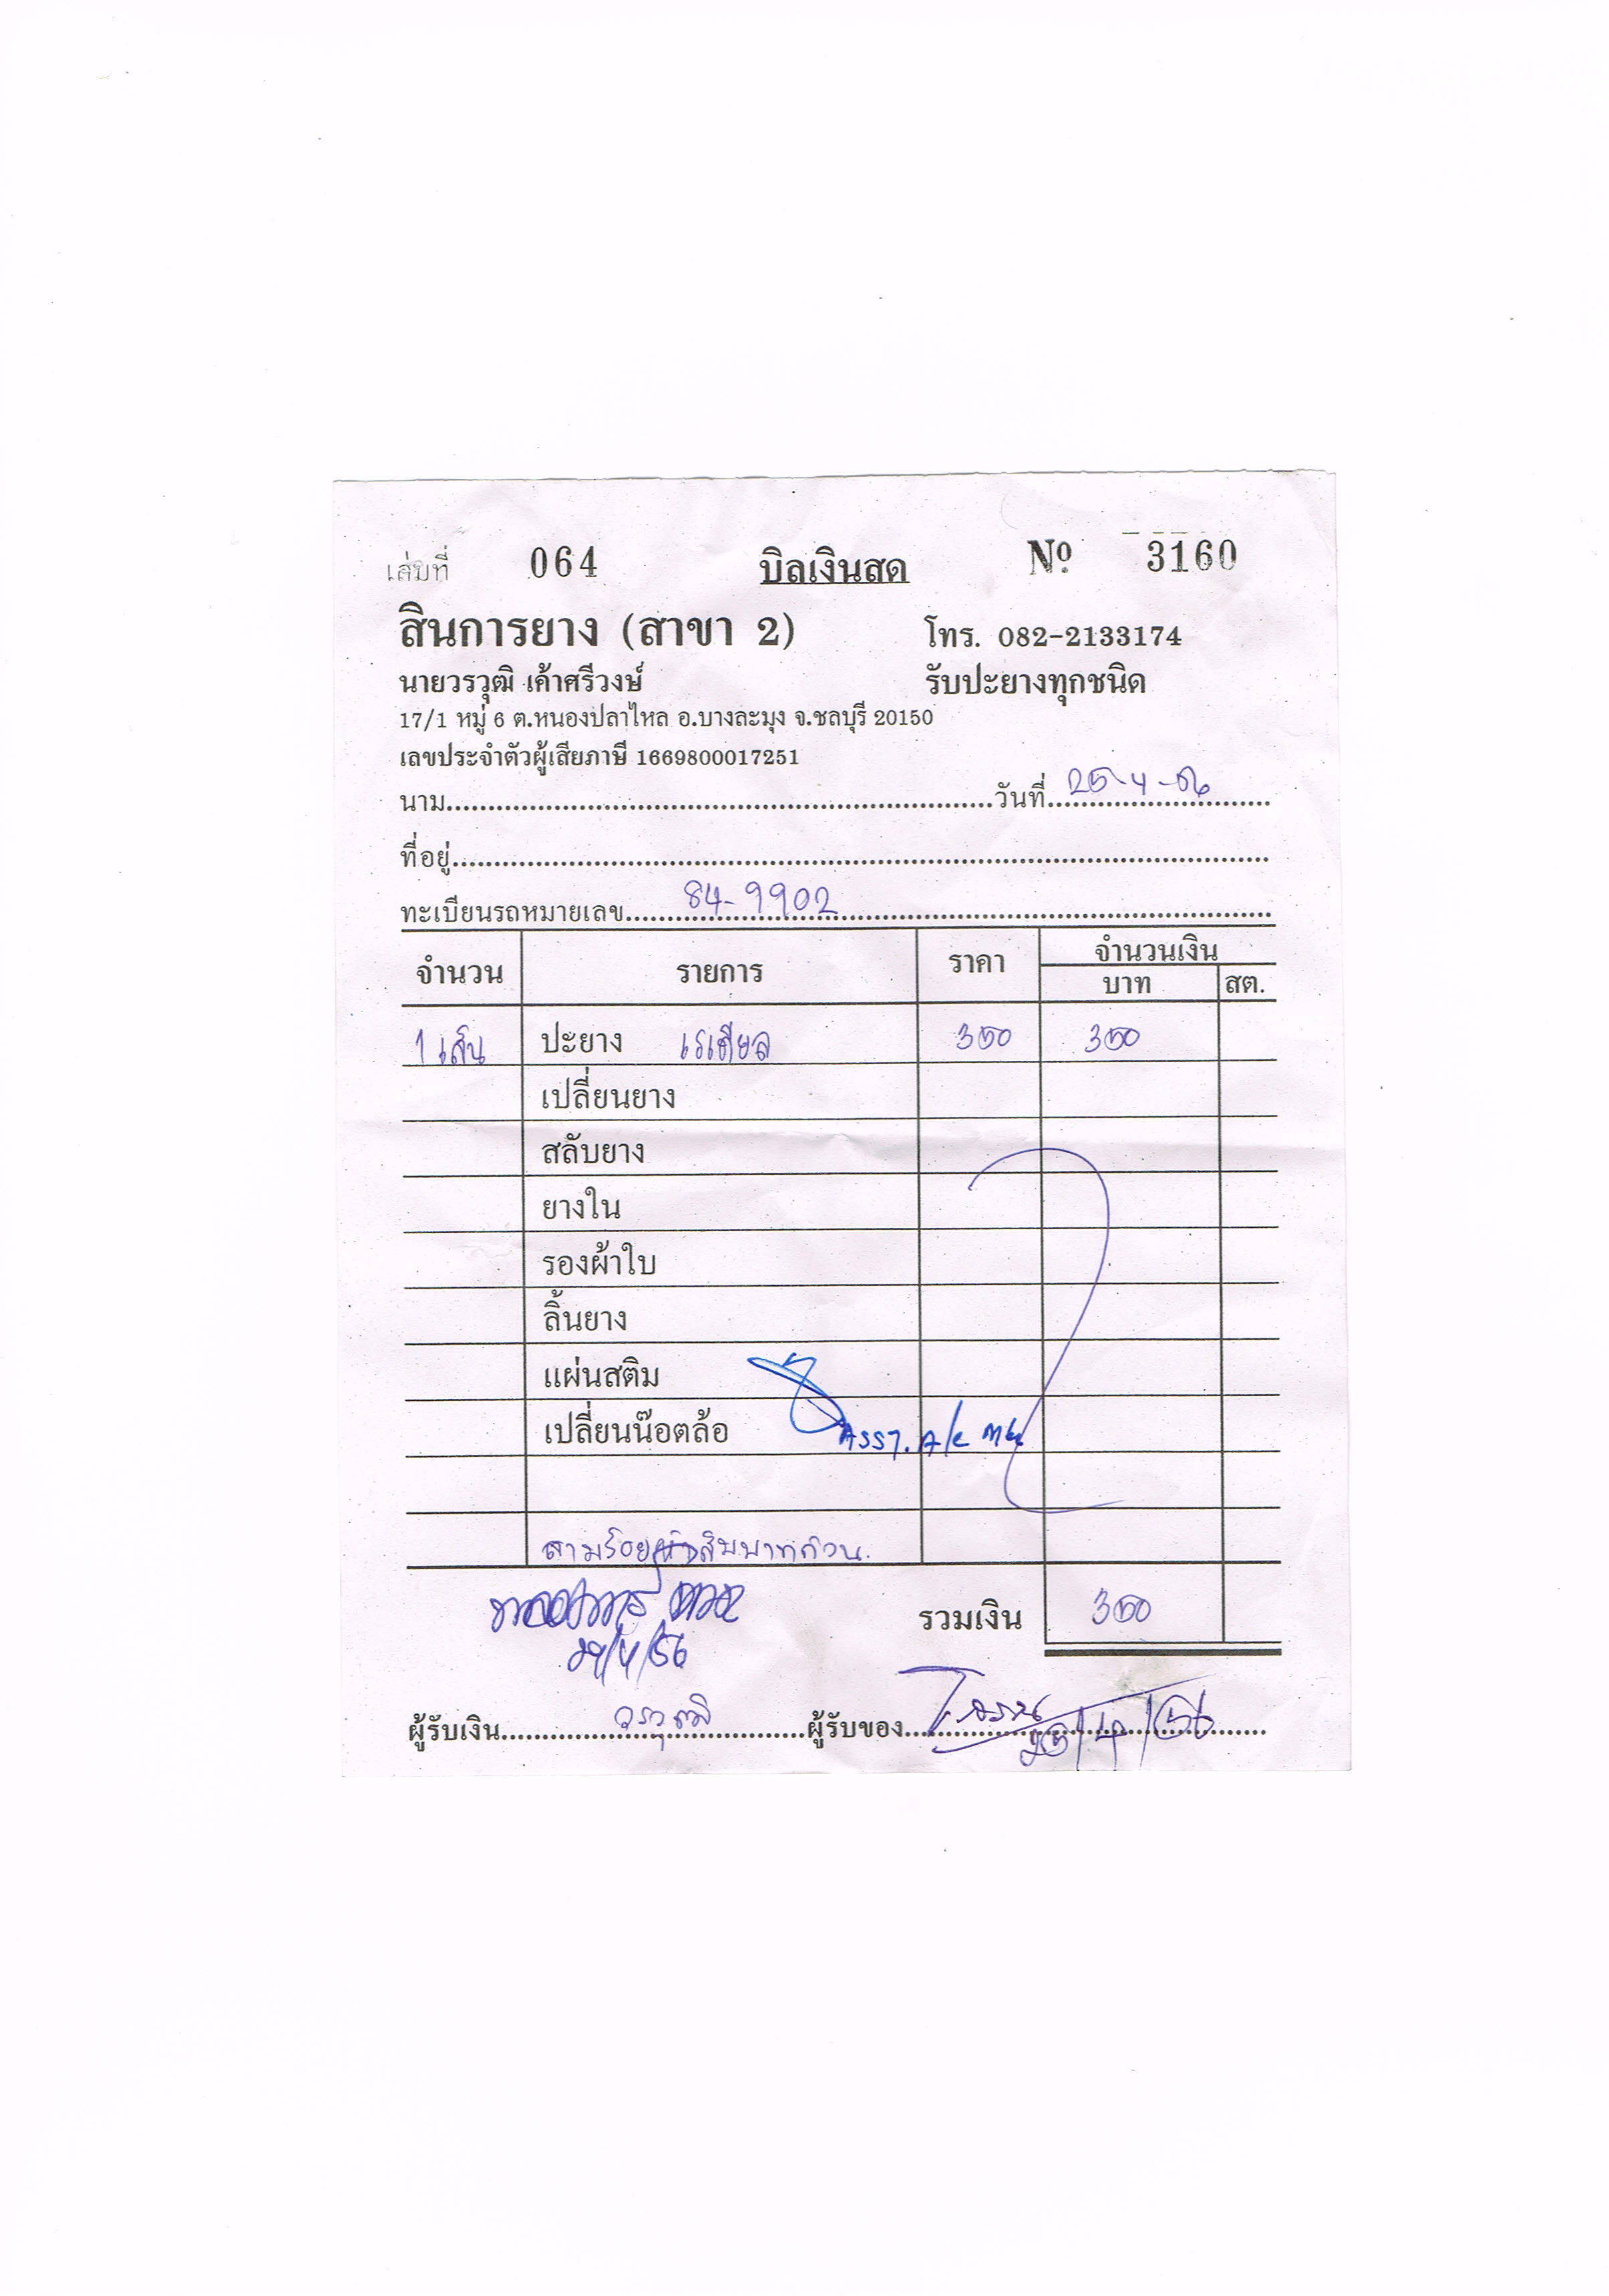 เล่มที่ 064 บิลเงินสด Nº 3160
สินการยาง (สาขา 2) โทร. 082-2133174
นายวรวุฒิ เค้าศรีวงษ์ รับปะยางทุกชนิด
17/1 หมู่ 6 ต.หนองปลาไหล อ.บางละมุง จ.ชลบุรี 20150
เลขประจำตัวผู้เสียภาษี 1669800017251
นาม วันที่ 25-4-56
ที่อยู่
ทะเบียนรถหมายเลข 84-9902
จำนวน รายการ ราคา จำนวนเงิน
บาท สต.
1 เส้น ปะยาง เรเดียล 350 350
เปลี่ยนยาง
สลับยาง
ยางใน
รองผ้าใบ
ลิ้นยาง
แผ่นสติม
เปลี่ยนน๊อตล้อ ASST. A/C
สามร้อยห้าสิบบาทถ้วน
รวมเงิน 350
29/4/56
ผู้รับเงิน วรวุฒิ ผู้รับของ 25/4/56